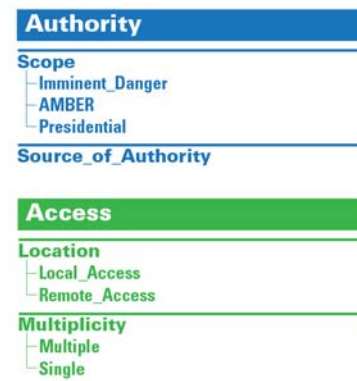 Authority
Scope
Imminent_Danger
AMBER
Presidential
Source_of_Authority
Access
Location
Local_Access
Remote_Access
Multiplicity
Multiple
Single